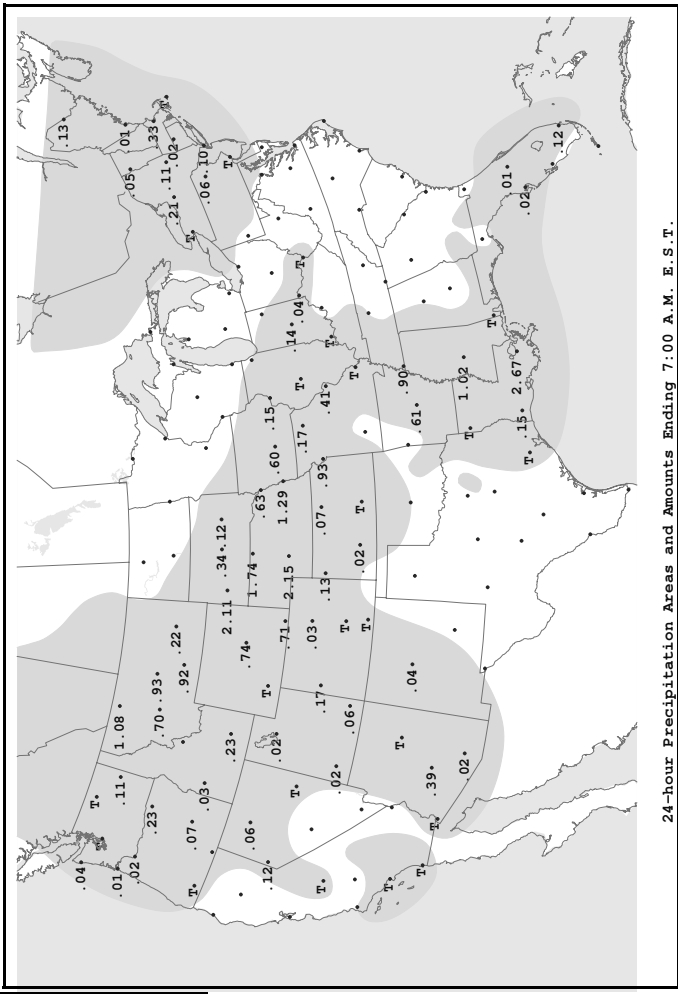 .13
.04
T
T
.01
1.08
.11
.01
.05
.02
.23
.33
.70
.93
T
.11
.02
.21
.22
.92
T
.07
T
.03
.06
.10
.34
.12
2.11
T
.23
.74
.06
1.74
.63
T
.12
.15
.60
.02
1.29
.71
2.15
.14
T
.04
T
T
.17
.03
.17
.07
T
.93
.13
.41
T
.02
T
.06
T
.02
T
T
T
T
.90
.04
.61
T
.39
T
1.02
.02
T
T
.01
2.67
.15
.02
T
.12
24-hour Precipitation Areas and Amounts Ending 7:00 A.M. E.S.T.